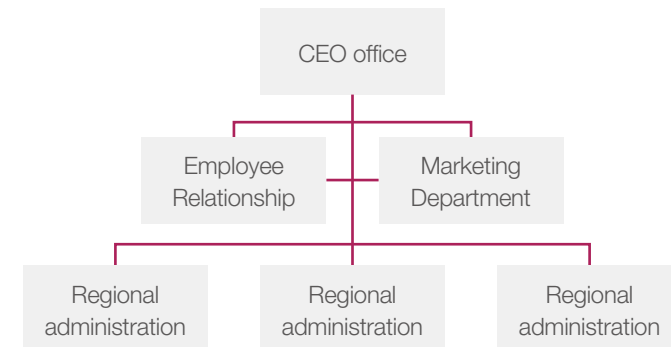 CEO office
Employee
Relationship
Marketing
Department
Regional
administration
Regional
administration
Regional
administration